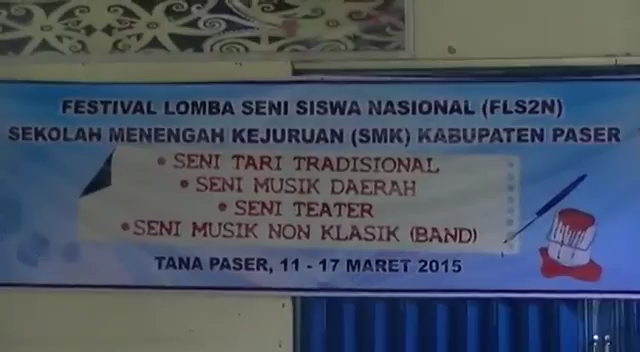 FESTIVAL LOMBA SENI SISWA NASIONAL (FLS2N)
SEKOLAH MENENGAH KEJURUAN (SMK) KABUPATEN PASER
• SENI TARI TRADISIONAL
• SENI MUSIK DAERAH
• SENI TEATER
• SENI MUSIK NON KLASIK (BAND)
TANA PASER, 11 - 17 MARET 2015